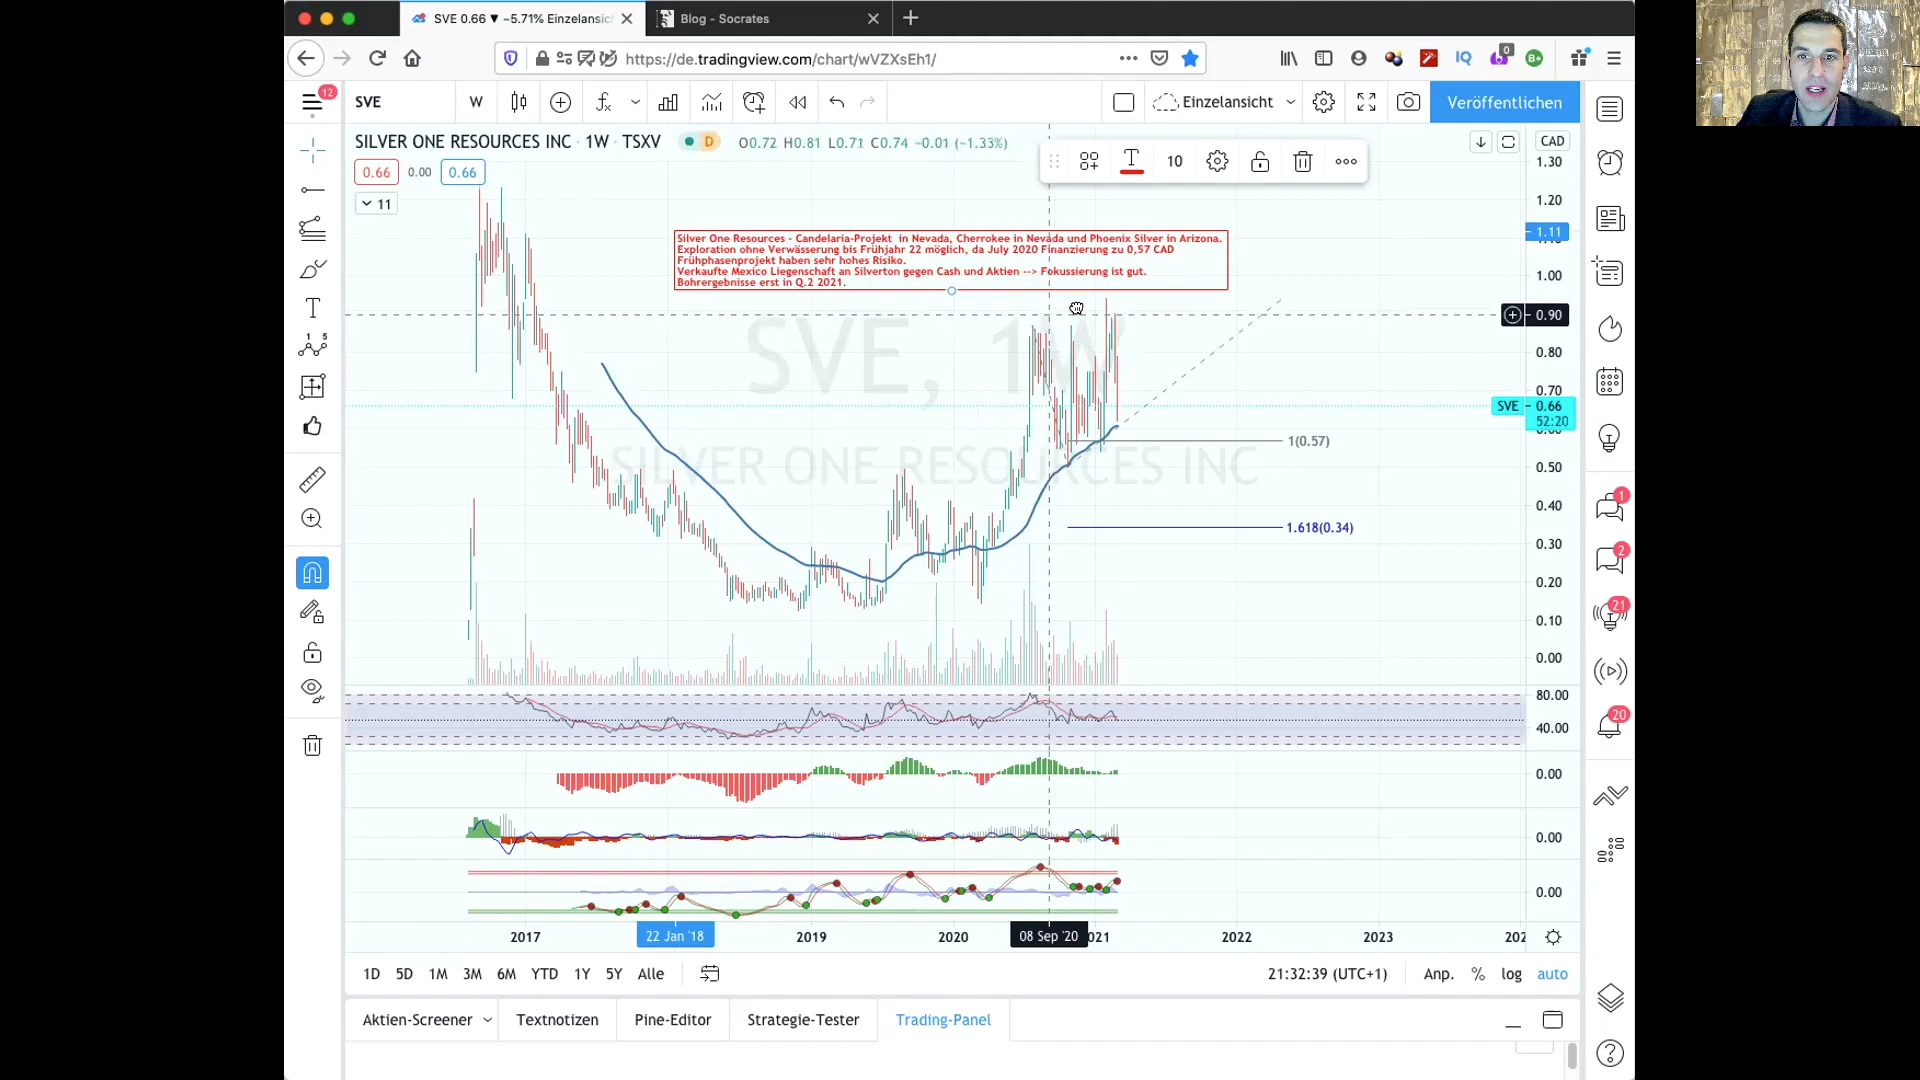 SVE 0.66 ▼ −5.71% Einzelansic
Blog - Socrates
https://de.tradingview.com/chart/wVZXsEh1/
0
12
SVE
W
Einzelansicht
Veröffentlichen
SILVER ONE RESOURCES INC · 1W · TSXV
D
O0.72 H0.81 L0.71 C0.74 −0.01 (−1.33%)
0.66
0.00
0.66
11
10
CAD
1.30
1.20
1.11
1.00
0.90
0.80
0.70
SVE
0.66
52:20
0.50
0.40
0.30
0.20
0.10
0.00
80.00
40.00
0.00
0.00
0.00
Silver One Resources - Candelaria-Projekt in Nevada, Cherrokee in Nevada und Phoenix Silver in Arizona.
Exploration ohne Verwässerung bis Frühjahr 22 möglich, da July 2020 Finanzierung zu 0,57 CAD
Frühphasenprojekt haben sehr hohes Risiko.
Verkaufte Mexico Liegenschaft an Silverton gegen Cash und Aktien --> Fokussierung ist gut.
Bohrergebnisse erst in Q.2 2021.
SVE, 1W
SILVER ONE RESOURCES INC
1(0.57)
1.618(0.34)
2017
22 Jan '18
2019
2020
08 Sep '20
2022
2023
1D 5D 1M 3M 6M YTD 1Y 5Y Alle
21:32:39 (UTC+1)
Anp. % log auto
Aktien-Screener
Textnotizen
Pine-Editor
Strategie-Tester
Trading-Panel
1
2
21
20